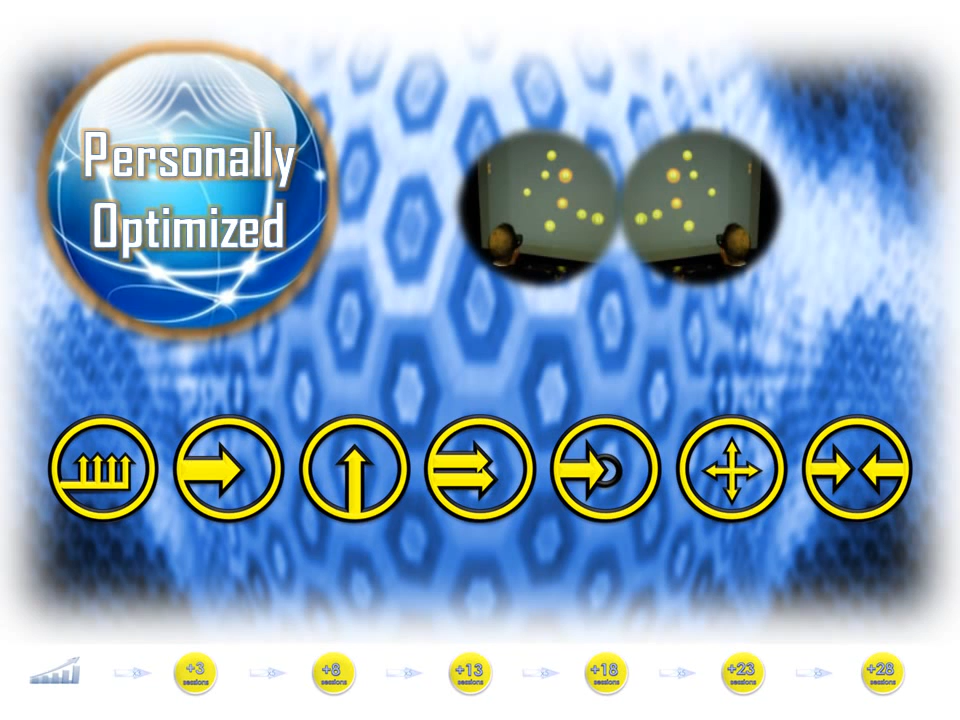 Personally
Optimized
+3
sessions
+8
sessions
+13
sessions
+18
sessions
+23
sessions
+28
sessions